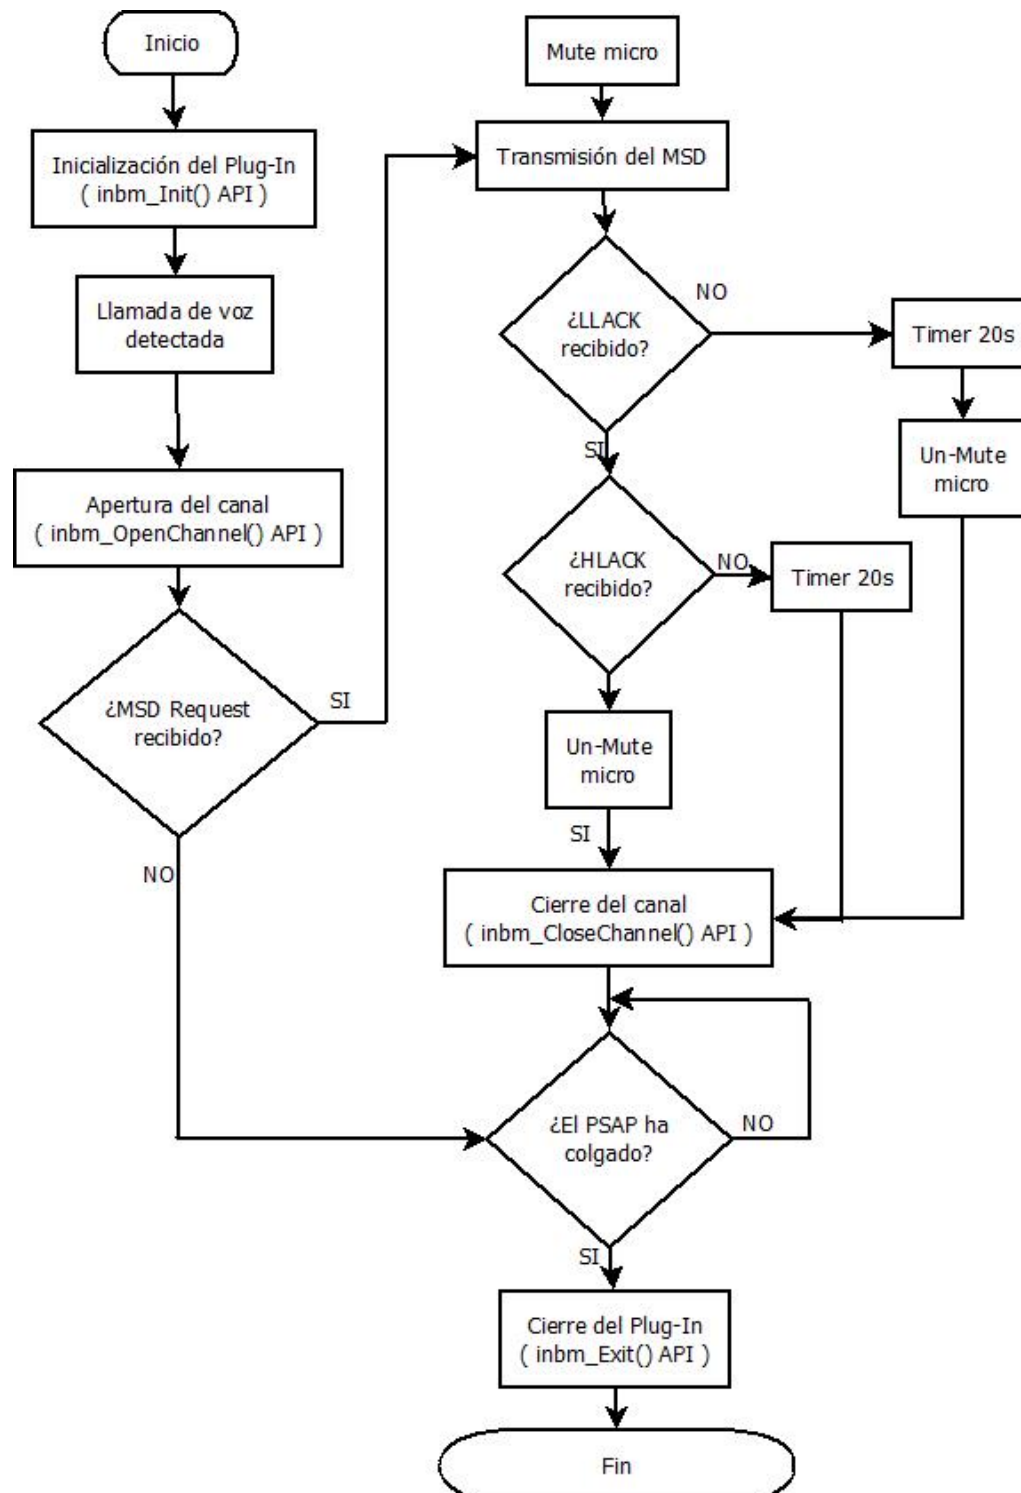 Inicio
Inicialización del Plug-In
( inbm_Init() API )
Llamada de voz
detectada
Apertura del canal
( inbm_OpenChannel() API )
¿MSD Request
recibido?
SI
NO
Mute micro
Transmisión del MSD
¿LLACK
recibido?
NO
Timer 20s
Un-Mute
micro
SI
¿HLACK
recibido?
NO
Timer 20s
Un-Mute
micro
SI
Cierre del canal
( inbm_CloseChannel() API )
¿El PSAP ha
colgado?
NO
SI
Cierre del Plug-In
( inbm_Exit() API )
Fin